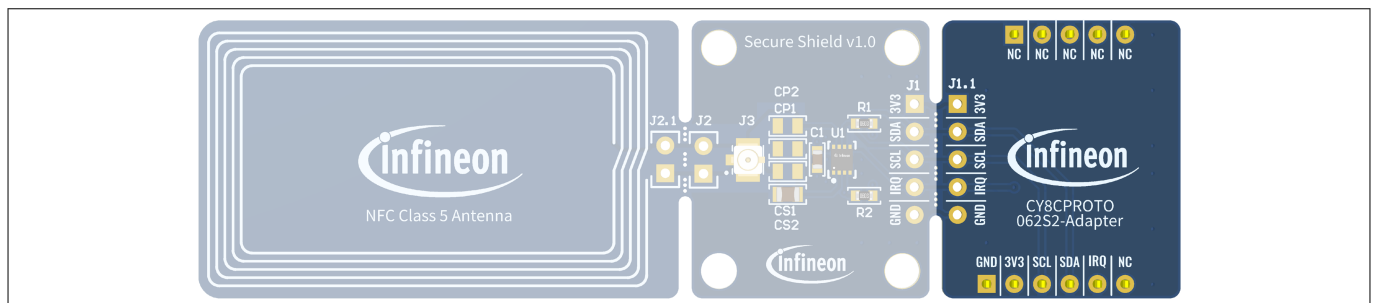 infineon
NFC Class 5 Antenna
J2.1
J2
Secure Shield v1.0
J3
CP2
CP1
C1
U1
R1
R2
CS1
CS2
infineon
J1
3V3
SDA
SCL
IRQ
GND
J1.1
3V3
SDA
SCL
IRQ
GND
NC NC NC NC NC
infineon
CY8CPROTO
062S2-Adapter
GND 3V3 SCL SDA IRQ NC